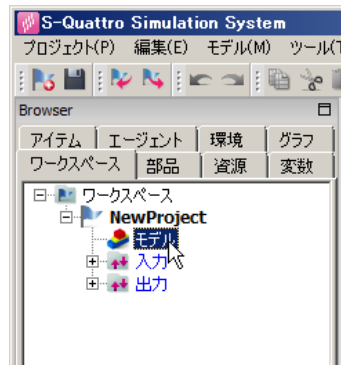 S-Quattro Simulation System
プロジェクト(P) 編集(E) モデル(M) ツール(T
Browser
アイテム エージェント 環境 グラフ
ワークスペース 部品 資源 変数
ワークスペース
NewProject
モデル
入力
出力